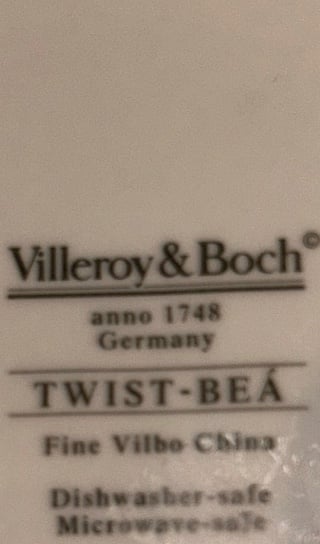 Villeroy & Boch©
anno 1748
Germany
TWIST-BEÁ
Fine Vilbo China
Dishwasher-safe
Microwave-safe